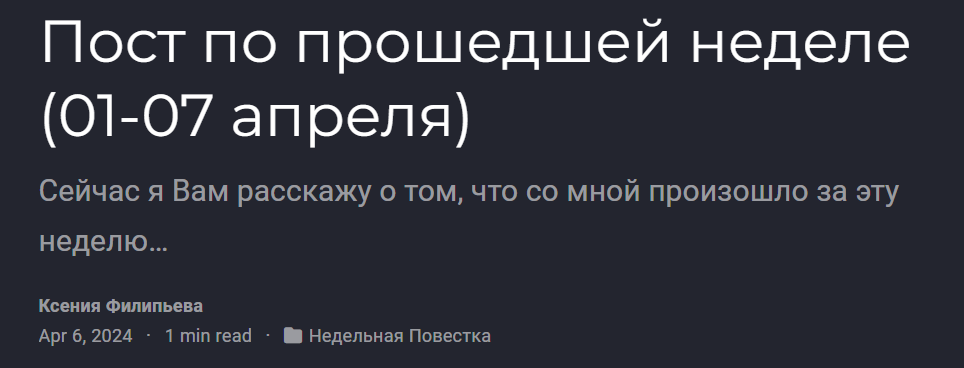 Пост по прошедшей неделе
(01-07 апреля)
Сейчас я Вам расскажу о том, что со мной произошло за эту
неделю...
Ксения Филипьева
Apr 6, 2024 · 1 min read · Недельная Повестка